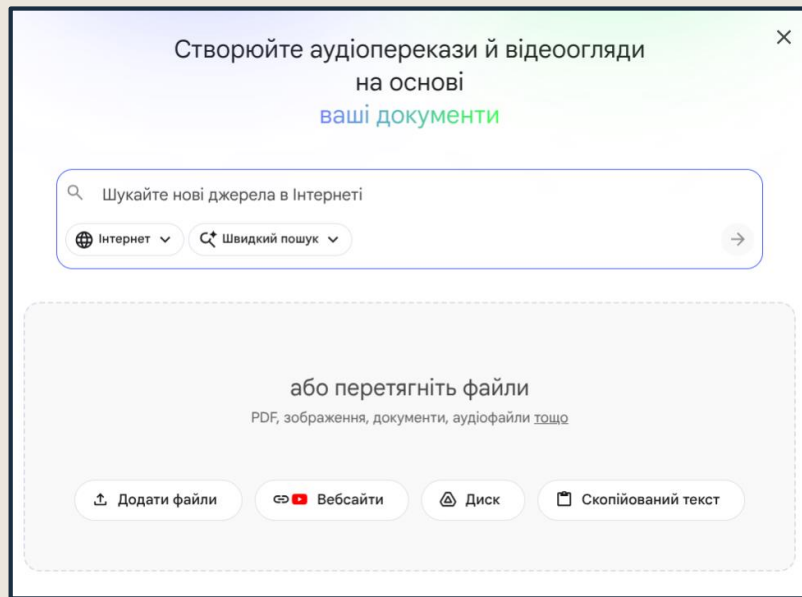 Створюйте аудіоперекази й відеоогляди
на основі
ваші документи
Шукайте нові джерела в Інтернеті
Інтернет
Швидкий пошук
або перетягніть файли
PDF, зображення, документи, аудіофайли тощо
Додати файли
Вебсайти
Диск
Скопійований текст